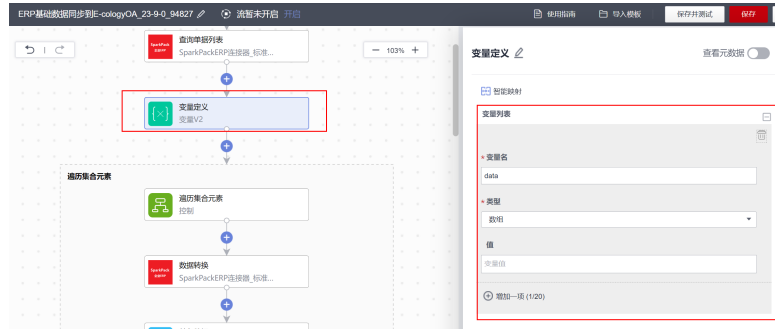 ERP基础数据同步到E-cologyOA_23-9-0_94827
流暂未开启 开启
使用指南
导入模板
保存并测试
保存
查询单据列表
SparkPackERP连接器_标准...
103%
变量定义
变量V2
遍历集合元素
遍历集合元素
控制
数据转换
SparkPackERP连接器_标准...
变量定义
查看元数据
智能映射
变量列表
* 变量名
data
* 类型
数组
值
变量值
增加一项 (1/20)